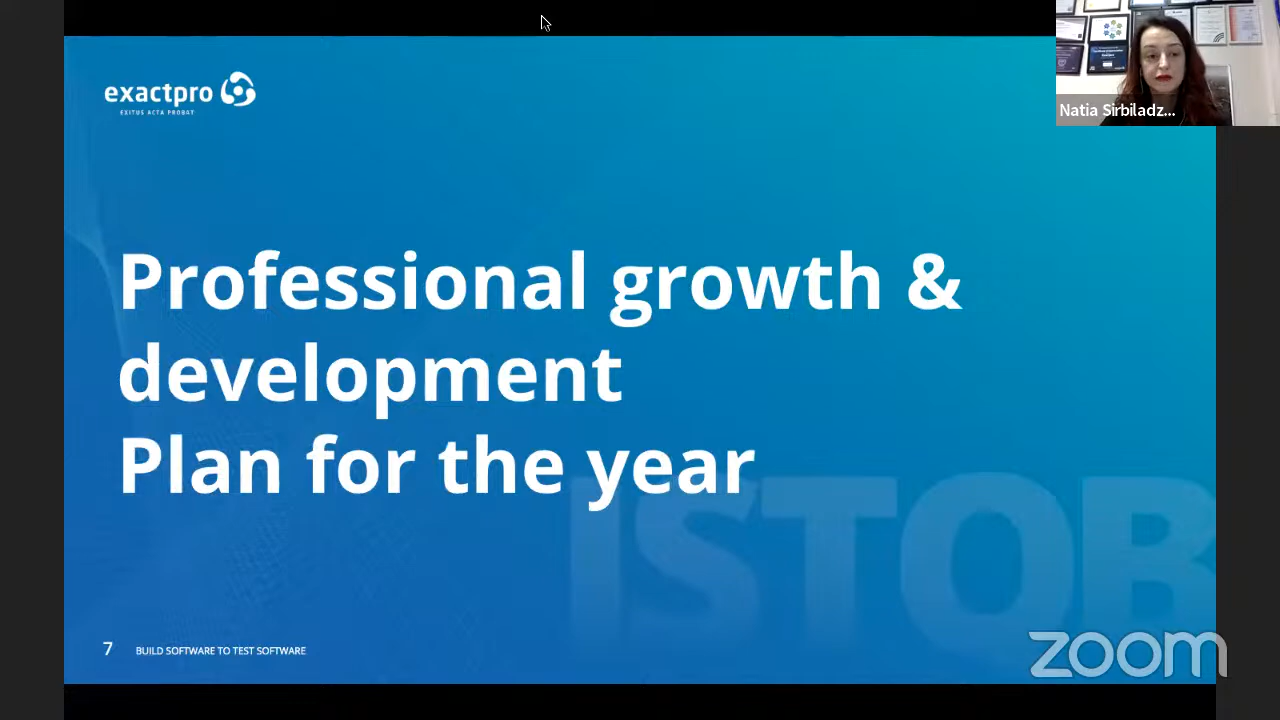 exactpro
EXITUS ACTA PROBAT
Natia Sirbiladz...
Professional growth &
development
Plan for the year
ISTQB
7
BUILD SOFTWARE TO TEST SOFTWARE
zoom